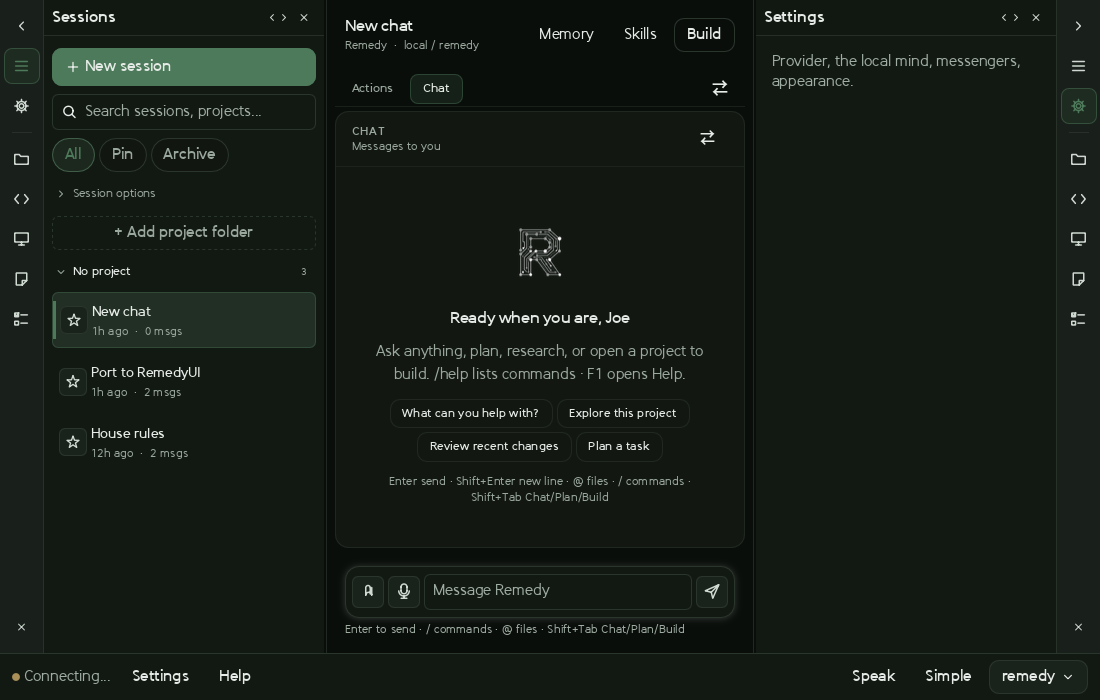 Sessions
+ New session
Search sessions, projects...
All
Pin
Archive
Session options
+ Add project folder
No project
3
New chat
1h ago · 0 msgs
Port to RemedyUI
1h ago · 2 msgs
House rules
12h ago · 2 msgs
New chat
Remedy · local / remedy
Memory
Skills
Build
Actions
Chat
CHAT
Messages to you
Ready when you are, Joe
Ask anything, plan, research, or open a project to
build. /help lists commands · F1 opens Help.
What can you help with?
Explore this project
Review recent changes
Plan a task
Enter send · Shift+Enter new line · @ files · / commands ·
Shift+Tab Chat/Plan/Build
Message Remedy
Enter to send · / commands · @ files · Shift+Tab Chat/Plan/Build
Settings
Provider, the local mind, messengers,
appearance.
Connecting...
Settings
Help
Speak
Simple
remedy